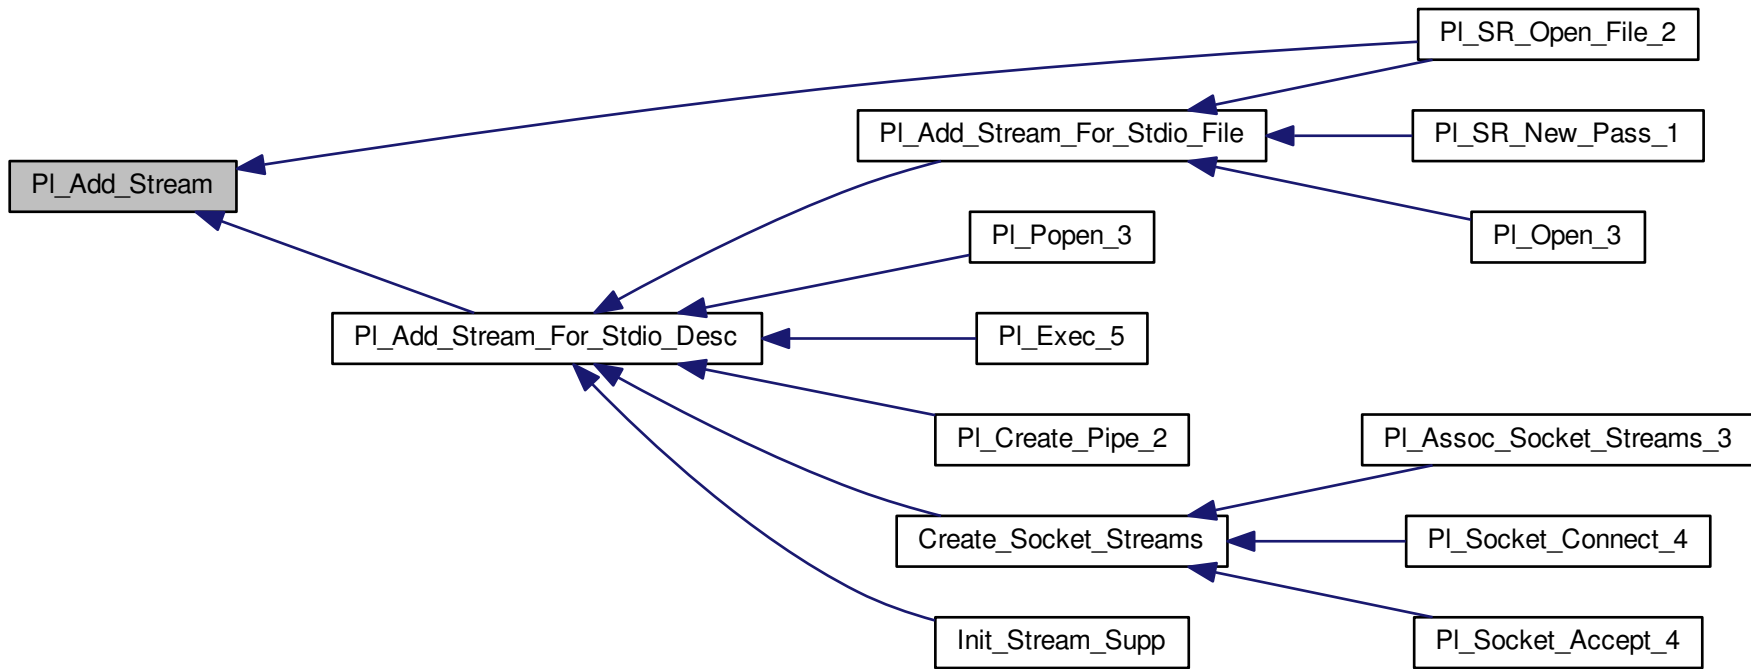 Pl_SR_Open_File_2
Pl_Add_Stream_For_Stdio_File
Pl_SR_New_Pass_1
Pl_Add_Stream
Pl_Popen_3
Pl_Open_3
Pl_Add_Stream_For_Stdio_Desc
Pl_Exec_5
Pl_Create_Pipe_2
Pl_Assoc_Socket_Streams_3
Create_Socket_Streams
Pl_Socket_Connect_4
Init_Stream_Supp
Pl_Socket_Accept_4